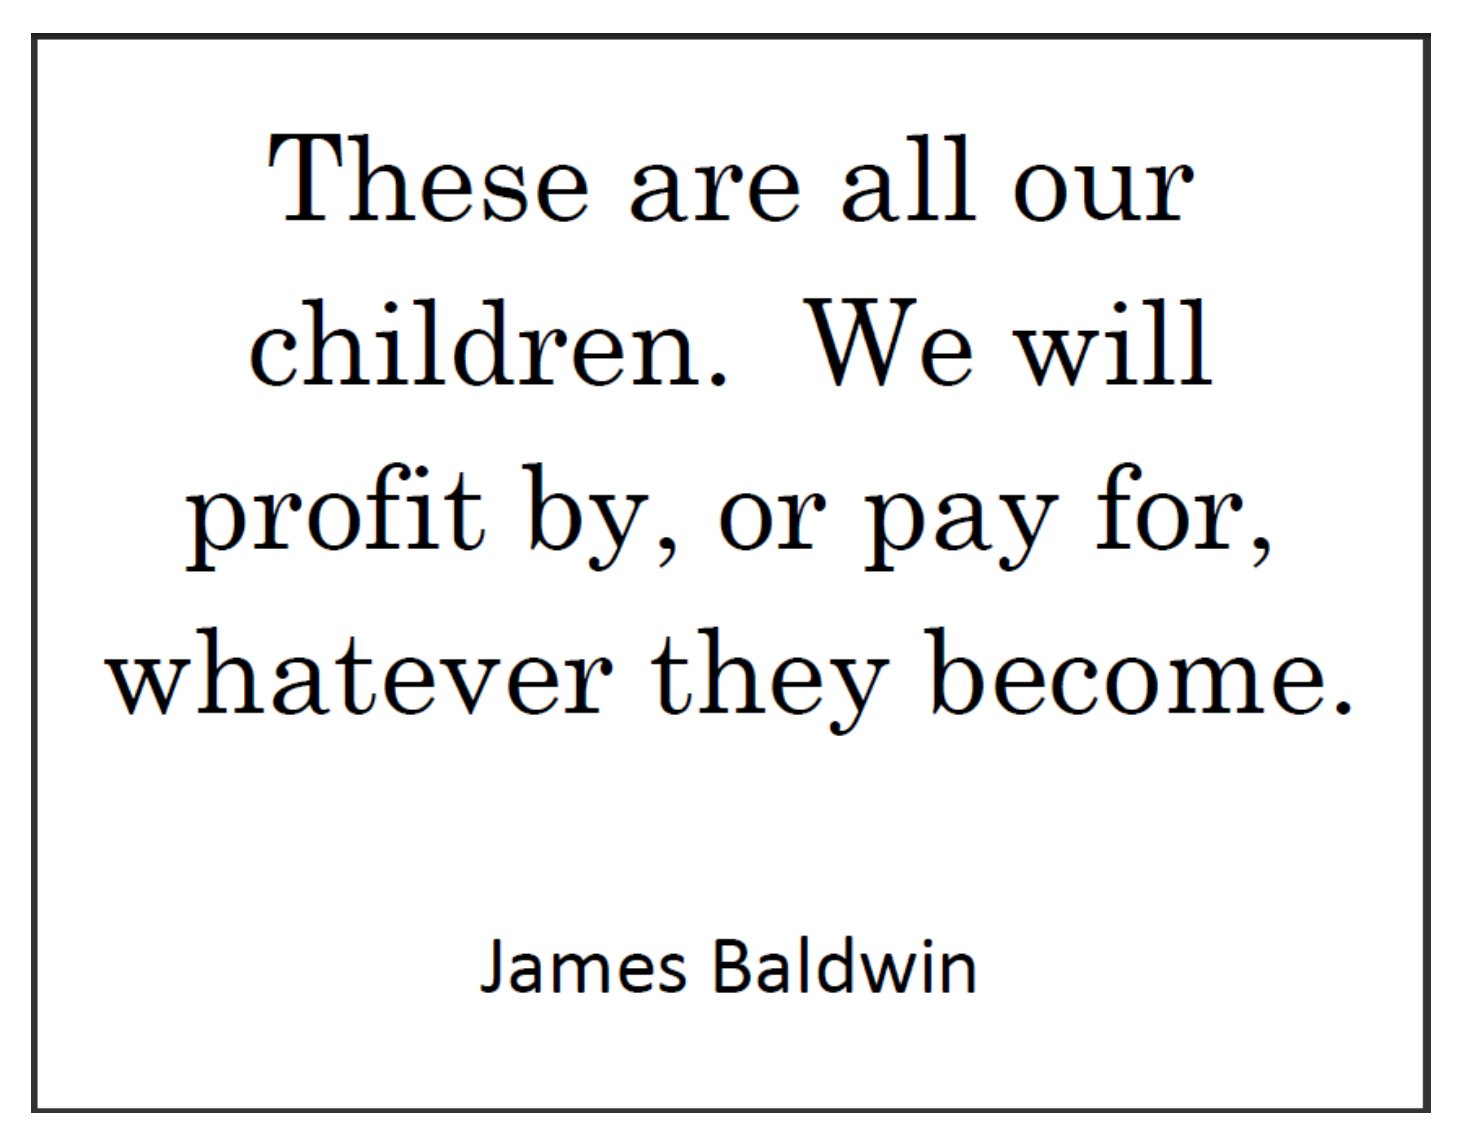 These are all our
children.  We will
profit by, or pay for,
whatever they become.
James Baldwin